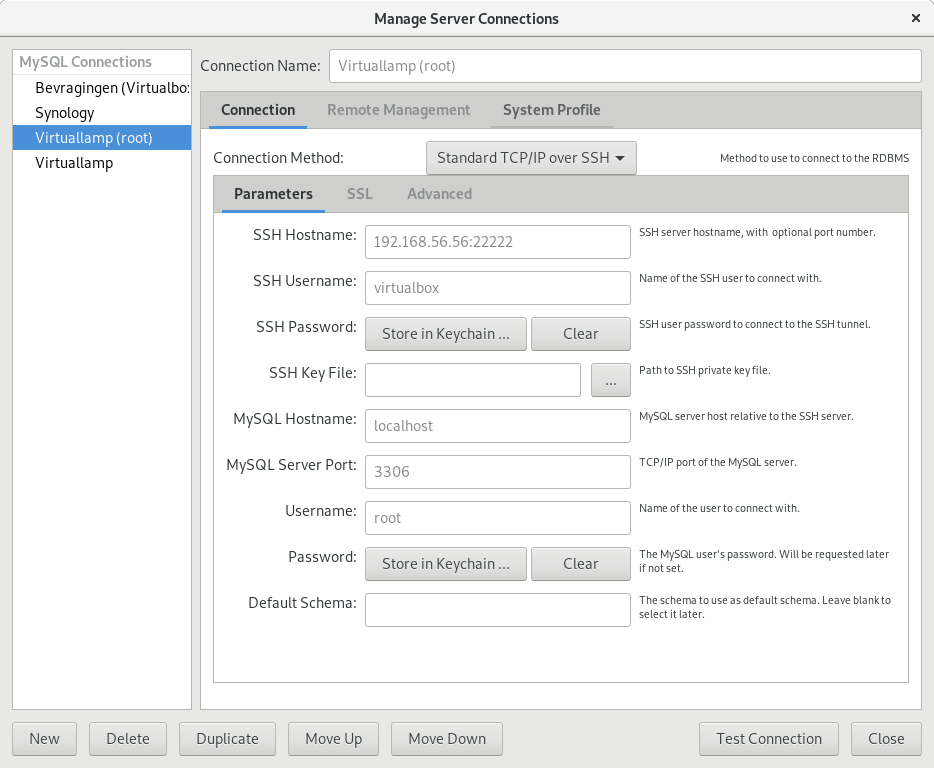 Manage Server Connections
×
MySQL Connections
Bevragingen (Virtualbo:
Synology
Virtuallamp (root)
Virtuallamp
Connection Name: Virtuallamp (root)
Connection Remote Management System Profile
Connection Method: Standard TCP/IP over SSH Method to use to connect to the RDBMS
Parameters SSL Advanced
SSH Hostname: 192.168.56.56:22222 SSH server hostname, with optional port number.
SSH Username: virtualbox Name of the SSH user to connect with.
SSH Password: Store in Keychain ... Clear SSH user password to connect to the SSH tunnel.
SSH Key File: ... Path to SSH private key file.
MySQL Hostname: localhost MySQL server host relative to the SSH server.
MySQL Server Port: 3306 TCP/IP port of the MySQL server.
Username: root Name of the user to connect with.
Password: Store in Keychain ... Clear The MySQL user's password. Will be requested later
if not set.
Default Schema: The schema to use as default schema. Leave blank to
select it later.
New Delete Duplicate Move Up Move Down Test Connection Close